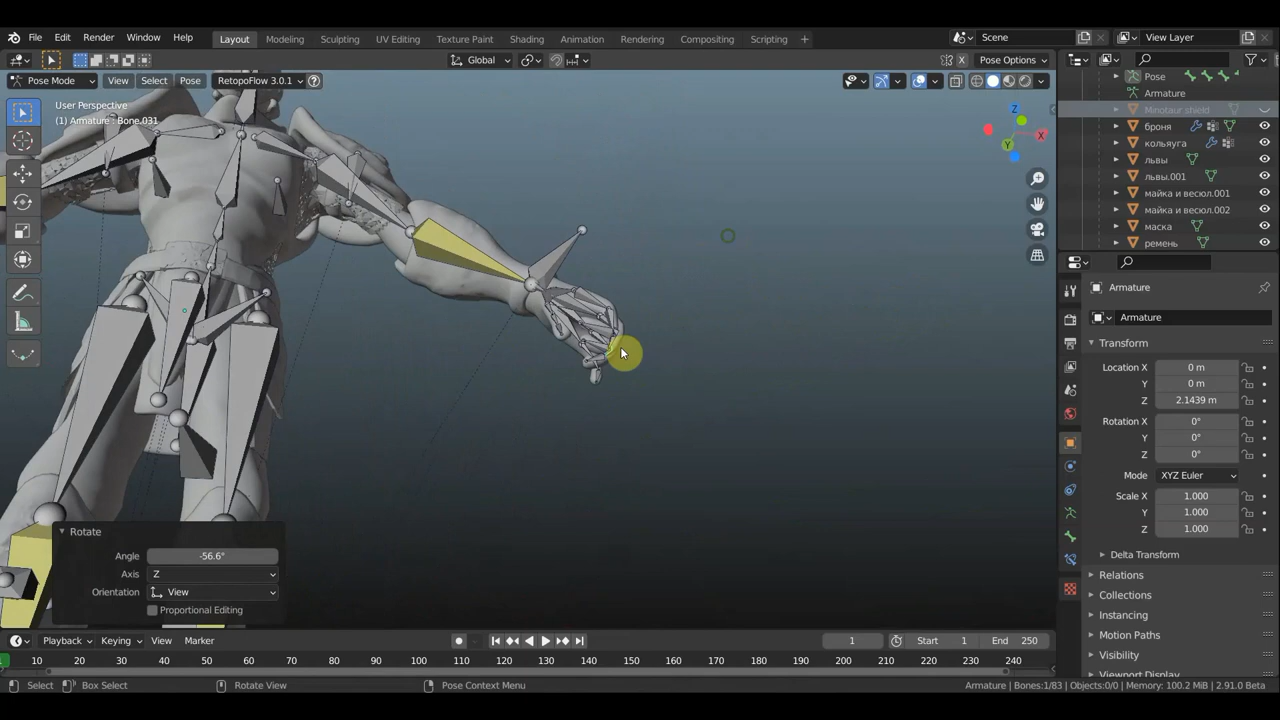 File Edit Render Window Help Layout Modeling Sculpting UV Editing Texture Paint Shading Animation Rendering Compositing Scripting + Scene View Layer
Global Pose Options
Pose Mode View Select Pose RetopoFlow 3.0.1
User Perspective
(1) Armature : Bone.031
Z
X
Y
Pose
Armature
Minotaur shield
броня
кольяуга
львы
львы.001
майка и весюл.001
майка и весюл.002
маска
ремень
Armature
Armature
Transform
Location X 0 m
Y 0 m
Z 2.1439 m
Rotation X 0°
Y 0°
Z 0°
Mode XYZ Euler
Scale X 1.000
Y 1.000
Z 1.000
Delta Transform
Relations
Collections
Instancing
Motion Paths
Visibility
Viewport Display
Rotate
Angle -56.6°
Axis Z
Orientation View
Proportional Editing
Playback Keying View Marker 1 Start 1 End 250
10 20 30 40 50 60 70 80 90 100 110 120 130 140 150 160 170 180 190 200 210 220 230 240
Select Box Select Rotate View Pose Context Menu Armature | Bones:1/83 | Objects:0/0 | Memory: 100.2 MiB | 2.91.0 Beta